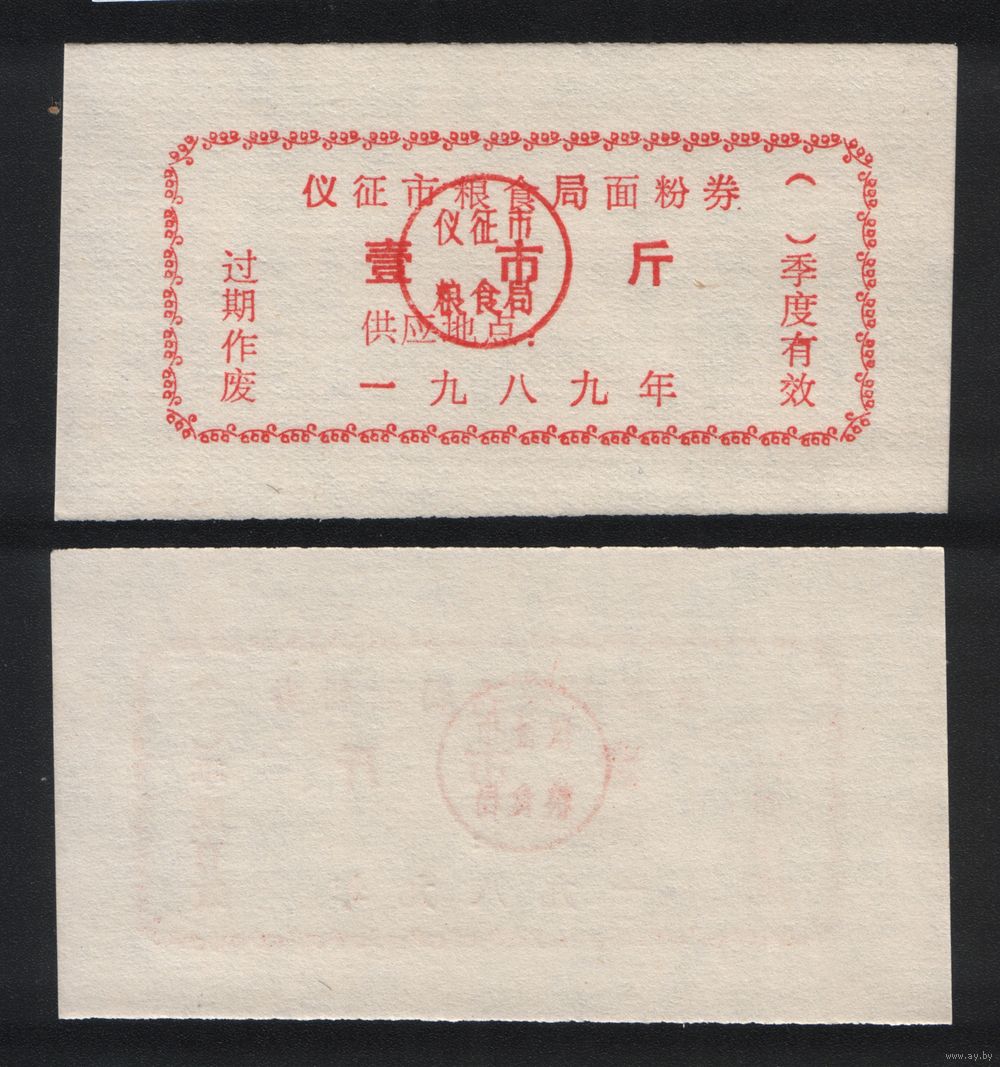 仪征市粮食局面粉券
壹市斤
供应地点：
一九八九年
过期作废
（ ）季度有效
仪征市
粮食局
www.ay.by